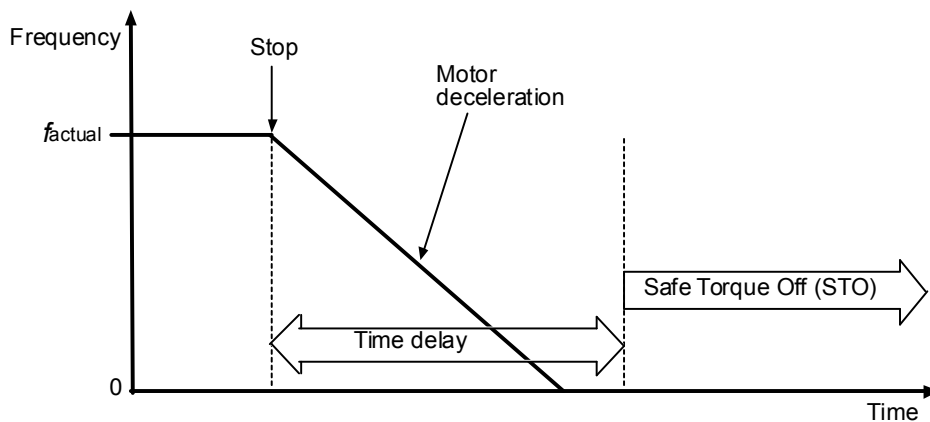 Frequency
Stop
Motor
deceleration
factual
Safe Torque Off (STO)
Time delay
0
Time